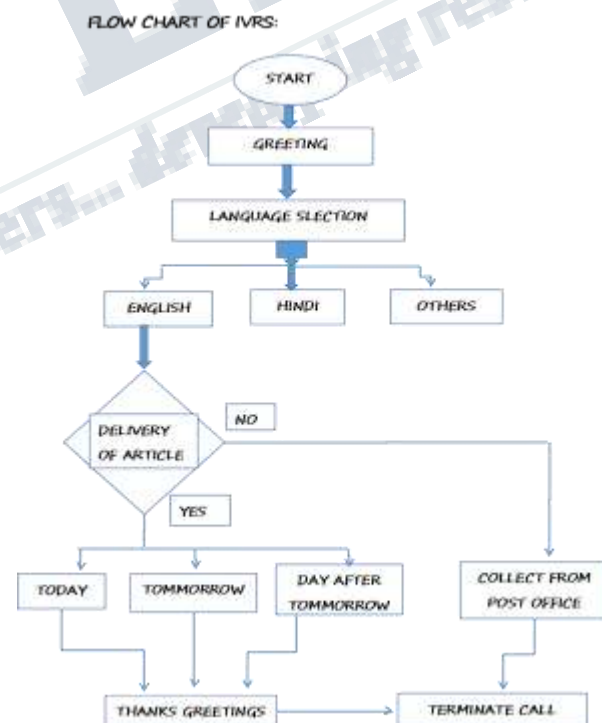 FLOW CHART OF IVRS:
START
GREETING
LANGUAGE SLECTION
ENGLISH
HINDI
OTHERS
NO
DELIVERY
OF ARTICLE
YES
TODAY
TOMMORROW
DAY AFTER
TOMMORROW
COLLECT FROM
POST OFFICE
THANKS GREETINGS
TERMINATE CALL